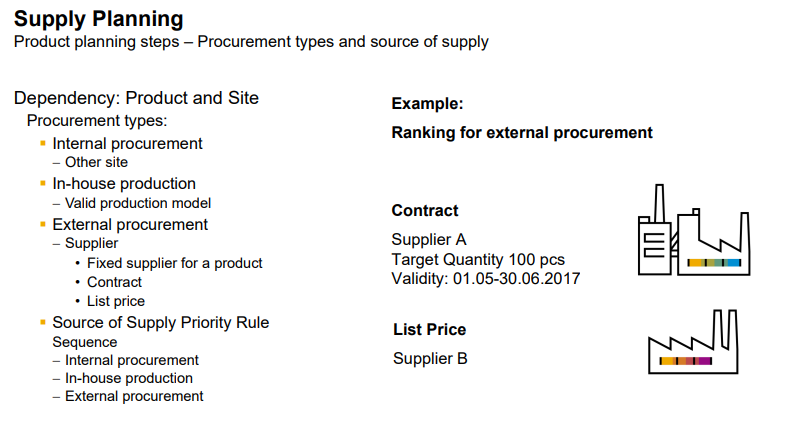 Supply Planning
Product planning steps – Procurement types and source of supply
Dependency: Product and Site
Procurement types:
▪ Internal procurement
– Other site
▪ In-house production
– Valid production model
▪ External procurement
– Supplier
• Fixed supplier for a product
• Contract
• List price
▪ Source of Supply Priority Rule
Sequence
– Internal procurement
– In-house production
– External procurement
Example:
Ranking for external procurement
Contract
Supplier A
Target Quantity 100 pcs
Validity: 01.05-30.06.2017
List Price
Supplier B